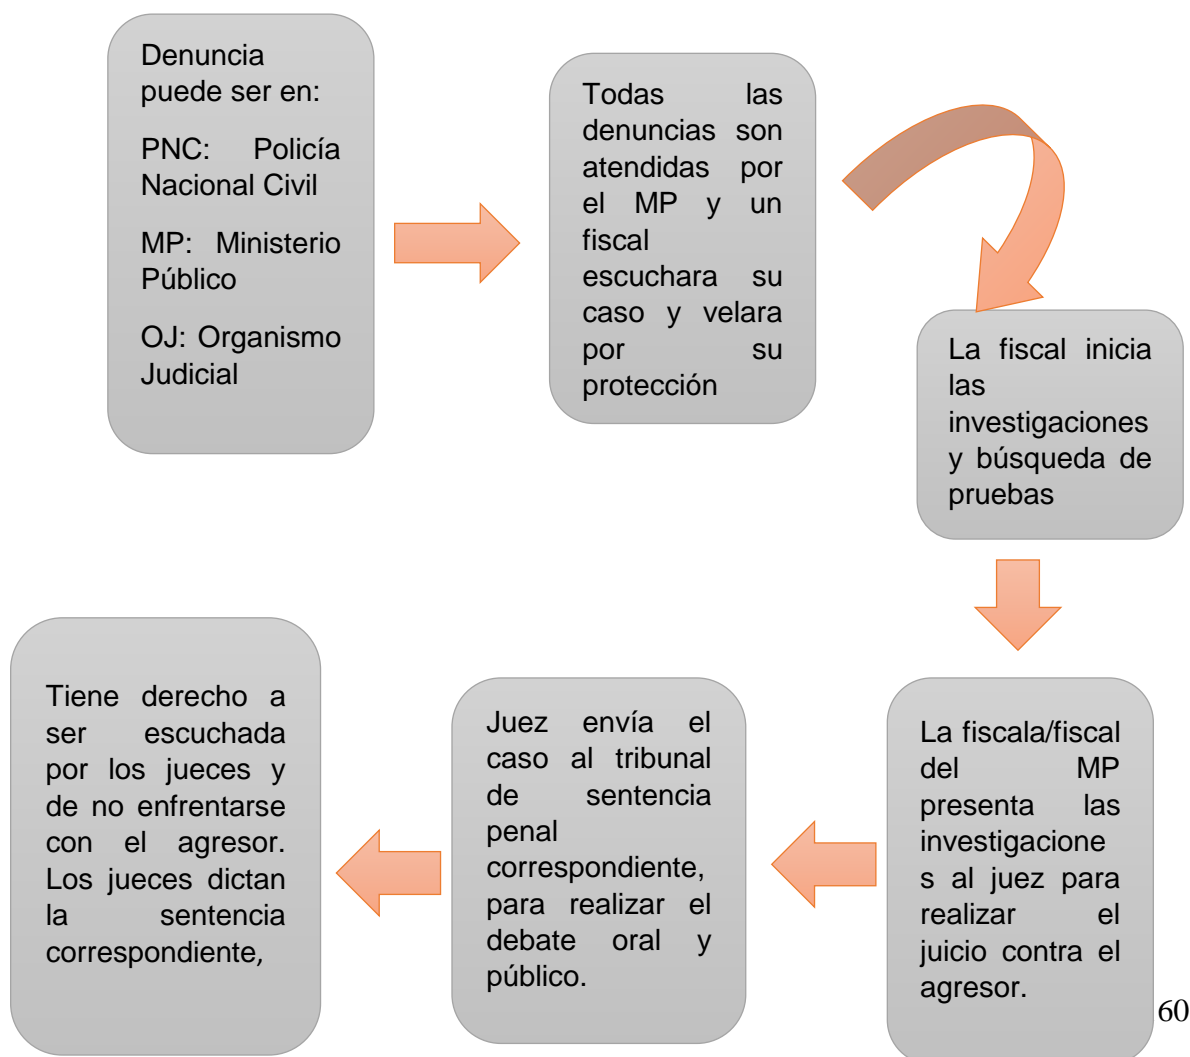 Denuncia
puede ser en:
PNC: Policía
Nacional Civil
MP: Ministerio
Público
OJ: Organismo
Judicial
Todas las
denuncias son
atendidas por
el MP y un
fiscal
escuchara su
caso y velara
por su
protección
La fiscal inicia
las
investigaciones
y búsqueda de
pruebas
La fiscala/fiscal
del MP
presenta las
investigacione
s al juez para
realizar el
juicio contra el
agresor.
Juez envía el
caso al tribunal
de sentencia
penal
correspondiente,
para realizar el
debate oral y
público.
Tiene derecho a
ser escuchada
por los jueces y
de no enfrentarse
con el agresor.
Los jueces dictan
la sentencia
correspondiente,
60